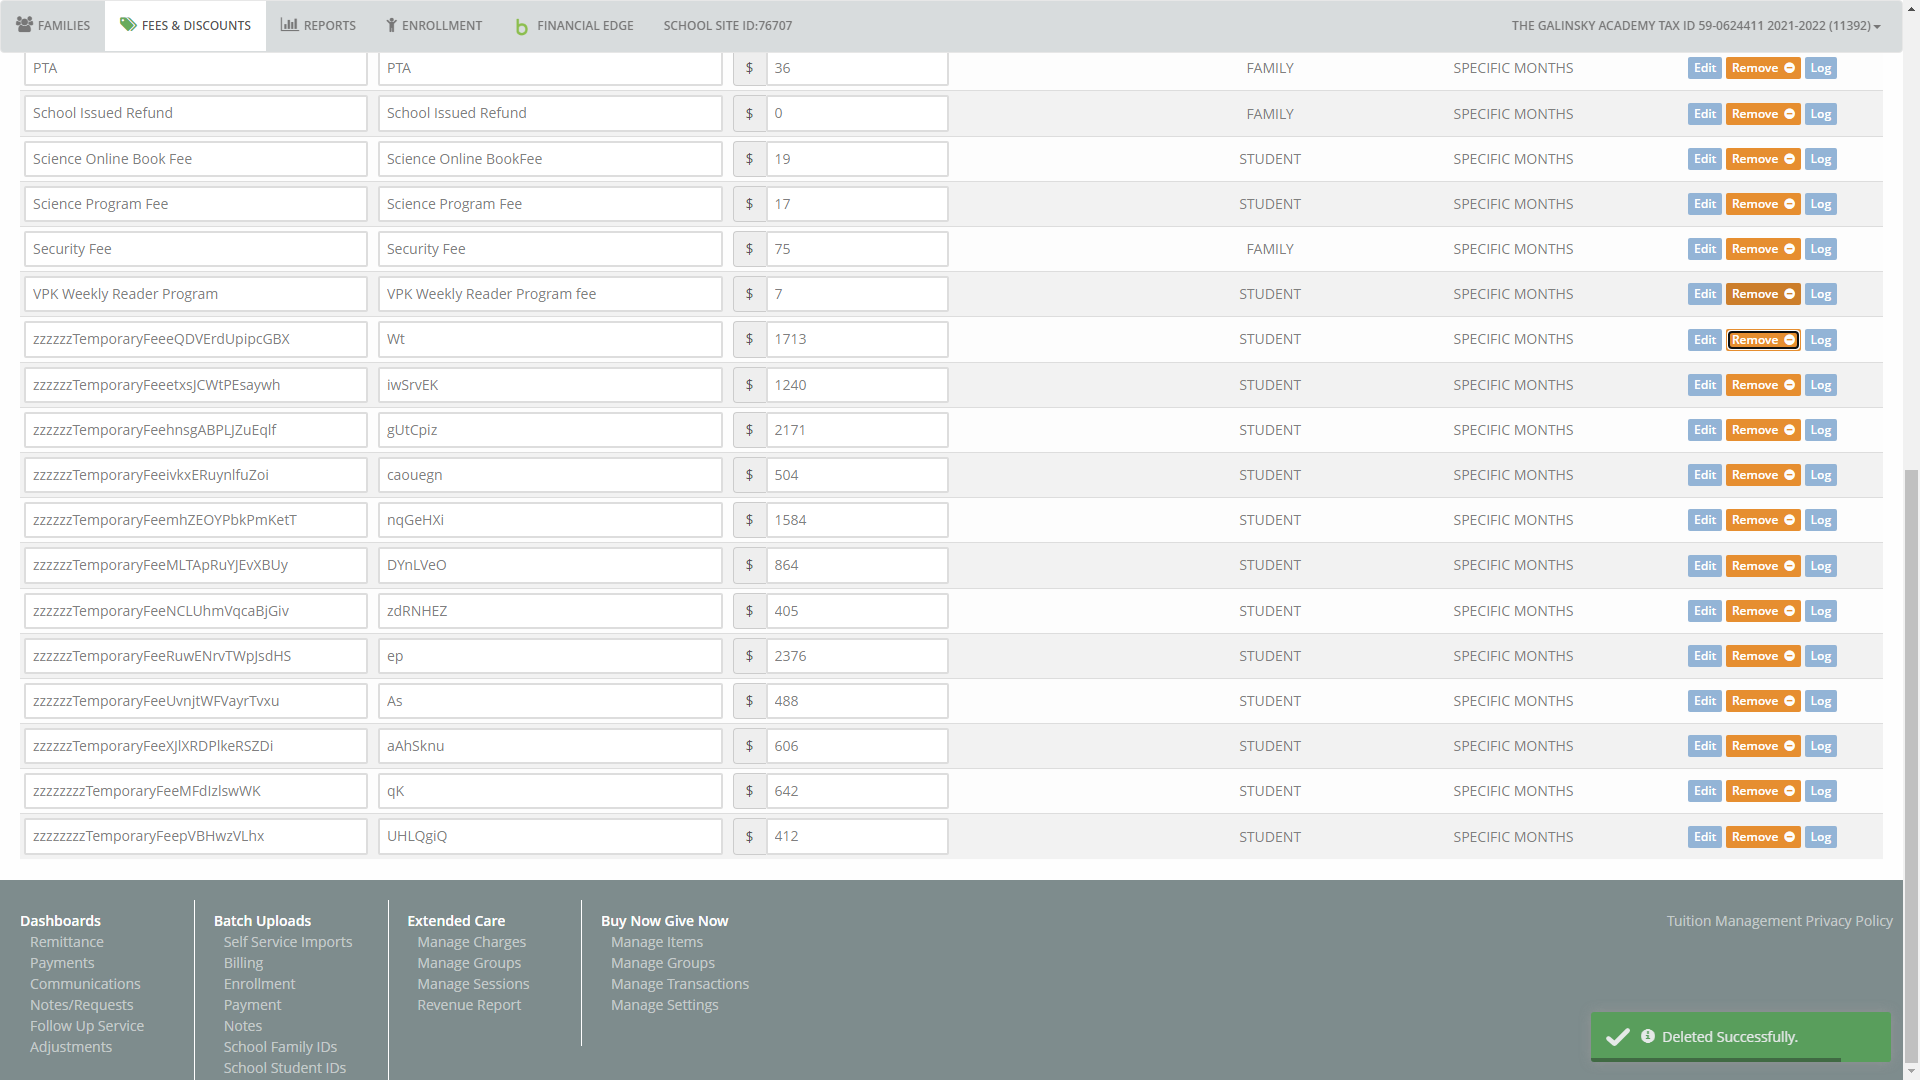 FAMILIES FEES & DISCOUNTS REPORTS ENROLLMENT FINANCIAL EDGE SCHOOL SITE ID:76707 THE GALINSKY ACADEMY TAX ID 59-0624411 2021-2022 (11392)
PTA PTA $ 36 FAMILY SPECIFIC MONTHS Edit Remove Log
School Issued Refund School Issued Refund $ 0 FAMILY SPECIFIC MONTHS Edit Remove Log
Science Online Book Fee Science Online BookFee $ 19 STUDENT SPECIFIC MONTHS Edit Remove Log
Science Program Fee Science Program Fee $ 17 STUDENT SPECIFIC MONTHS Edit Remove Log
Security Fee Security Fee $ 75 FAMILY SPECIFIC MONTHS Edit Remove Log
VPK Weekly Reader Program VPK Weekly Reader Program fee $ 7 STUDENT SPECIFIC MONTHS Edit Remove Log
zzzzzzTemporaryFeeeQDVErdUpipcGBX Wt $ 1713 STUDENT SPECIFIC MONTHS Edit Remove Log
zzzzzzTemporaryFeeetxsJCWtPEsaywh iwSrvEK $ 1240 STUDENT SPECIFIC MONTHS Edit Remove Log
zzzzzzTemporaryFeehnsgABPLJZuEqlf gUtCpiz $ 2171 STUDENT SPECIFIC MONTHS Edit Remove Log
zzzzzzTemporaryFeeivkxERuynlfuZoi caouegn $ 504 STUDENT SPECIFIC MONTHS Edit Remove Log
zzzzzzTemporaryFeemhZEOYPbkPmKetT nqGeHXi $ 1584 STUDENT SPECIFIC MONTHS Edit Remove Log
zzzzzzTemporaryFeeMLTApRuYJEvXBUy DYnLVeO $ 864 STUDENT SPECIFIC MONTHS Edit Remove Log
zzzzzzTemporaryFeeNCLUhmVqcaBjGiv zdRNHEZ $ 405 STUDENT SPECIFIC MONTHS Edit Remove Log
zzzzzzTemporaryFeeRuwENrvTWpJsdHS ep $ 2376 STUDENT SPECIFIC MONTHS Edit Remove Log
zzzzzzTemporaryFeeUvnjtWFVayrTvxu As $ 488 STUDENT SPECIFIC MONTHS Edit Remove Log
zzzzzzTemporaryFeeXJlXRDPlkeRSZDi aAhSknu $ 606 STUDENT SPECIFIC MONTHS Edit Remove Log
zzzzzzzzTemporaryFeeMFdIzlswWK qK $ 642 STUDENT SPECIFIC MONTHS Edit Remove Log
zzzzzzzzTemporaryFeepVBHwzVLhx UHLQgiQ $ 412 STUDENT SPECIFIC MONTHS Edit Remove Log
Dashboards
Remittance
Payments
Communications
Notes/Requests
Follow Up Service
Adjustments
Batch Uploads
Self Service Imports
Billing
Enrollment
Payment
Notes
School Family IDs
School Student IDs
Extended Care
Manage Charges
Manage Groups
Manage Sessions
Revenue Report
Buy Now Give Now
Manage Items
Manage Groups
Manage Transactions
Manage Settings
Tuition Management Privacy Policy
Deleted Successfully.